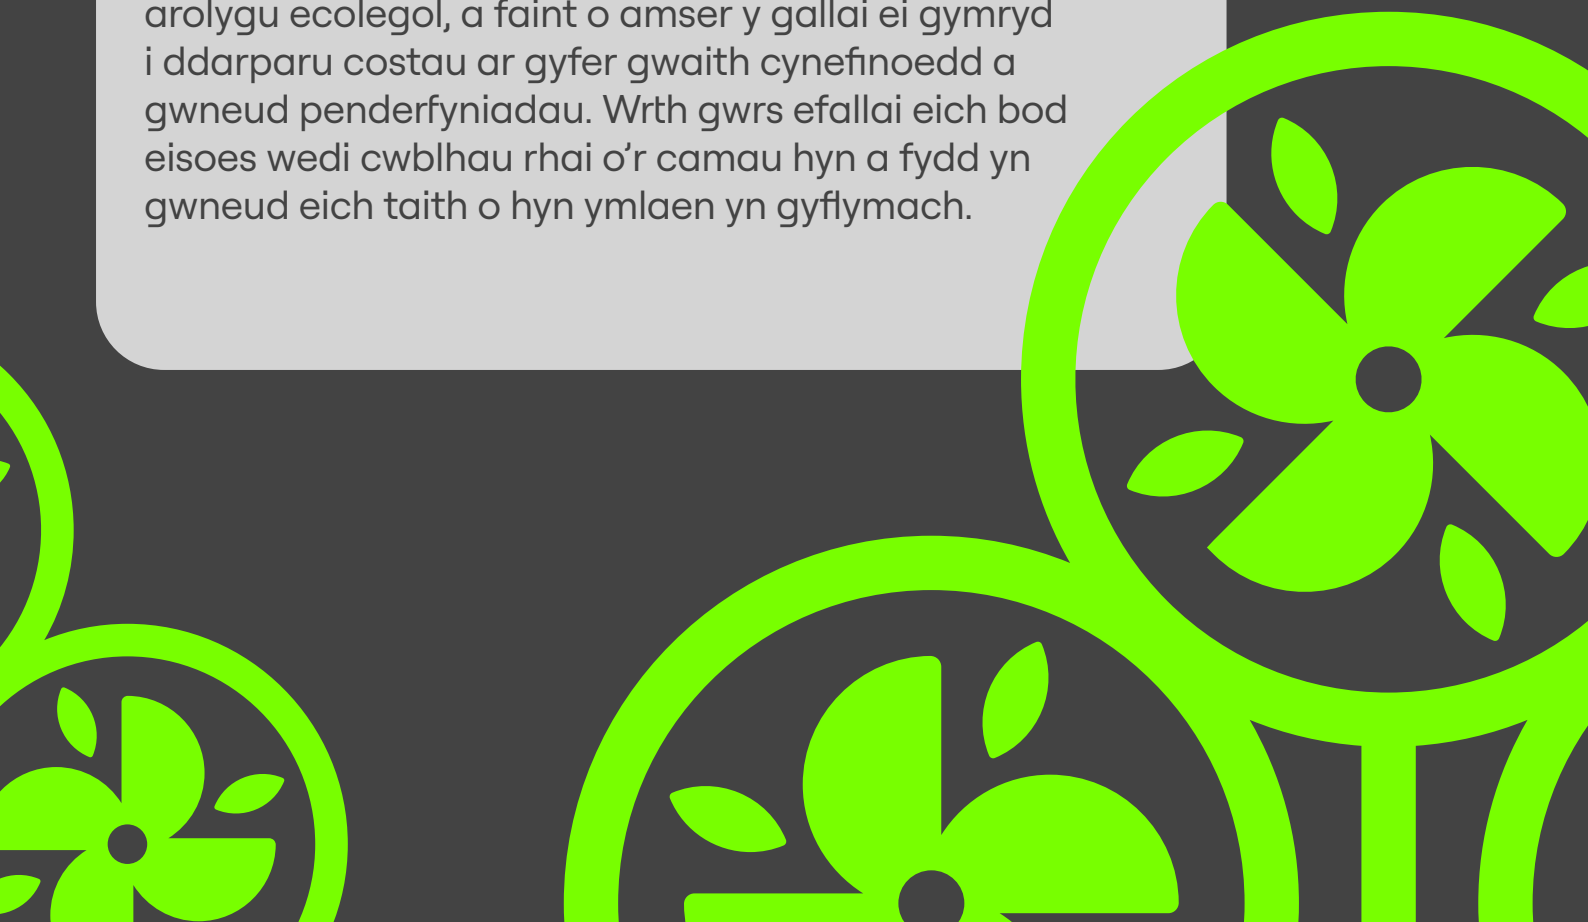 arolygu ecolegol, a faint o amser y gallai ei gymryd
i ddarparu costau ar gyfer gwaith cynefinoedd a
gwneud penderfyniadau. Wrth gwrs efallai eich bod
eisoes wedi cwblhau rhai o’r camau hyn a fydd yn
gwneud eich taith o hyn ymlaen yn gyflymach.